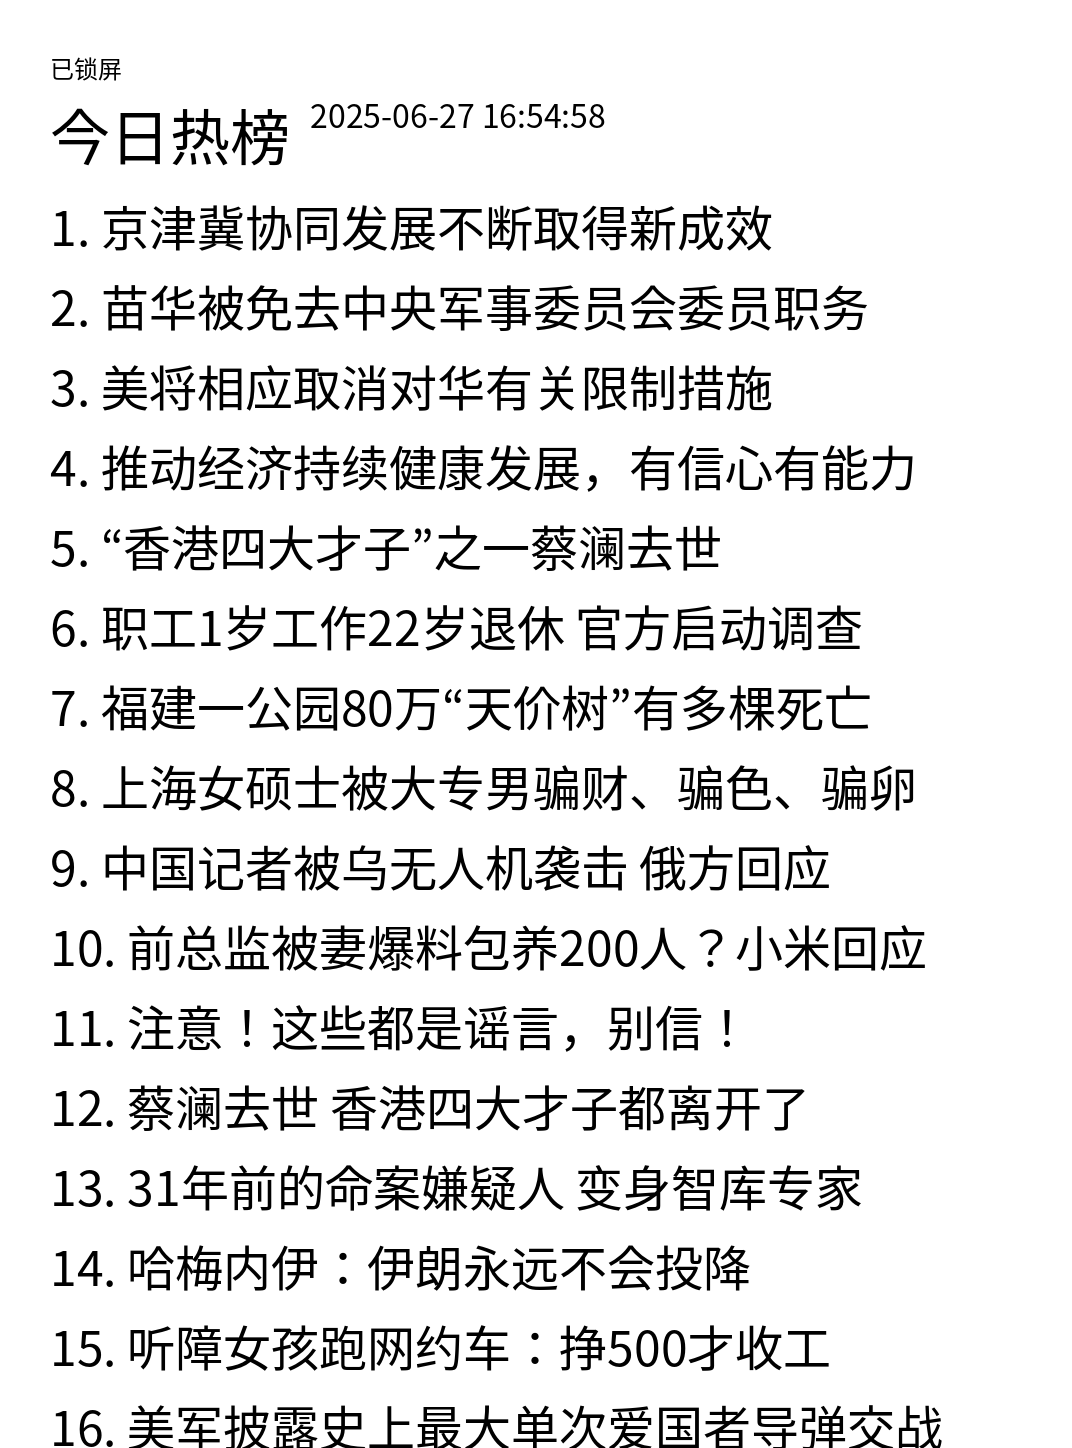 已锁屏
今日热榜 2025-06-27 16:54:58
1. 京津冀协同发展不断取得新成效
2. 苗华被免去中央军事委员会委员职务
3. 美将相应取消对华有关限制措施
4. 推动经济持续健康发展，有信心有能力
5. “香港四大才子”之一蔡澜去世
6. 职工1岁工作22岁退休 官方启动调查
7. 福建一公园80万“天价树”有多棵死亡
8. 上海女硕士被大专男骗财、骗色、骗卵
9. 中国记者被乌无人机袭击 俄方回应
10. 前总监被妻爆料包养200人？小米回应
11. 注意！这些都是谣言，别信！
12. 蔡澜去世 香港四大才子都离开了
13. 31年前的命案嫌疑人 变身智库专家
14. 哈梅内伊：伊朗永远不会投降
15. 听障女孩跑网约车：挣500才收工
16. 美军披露史上最大单次爱国者导弹交战